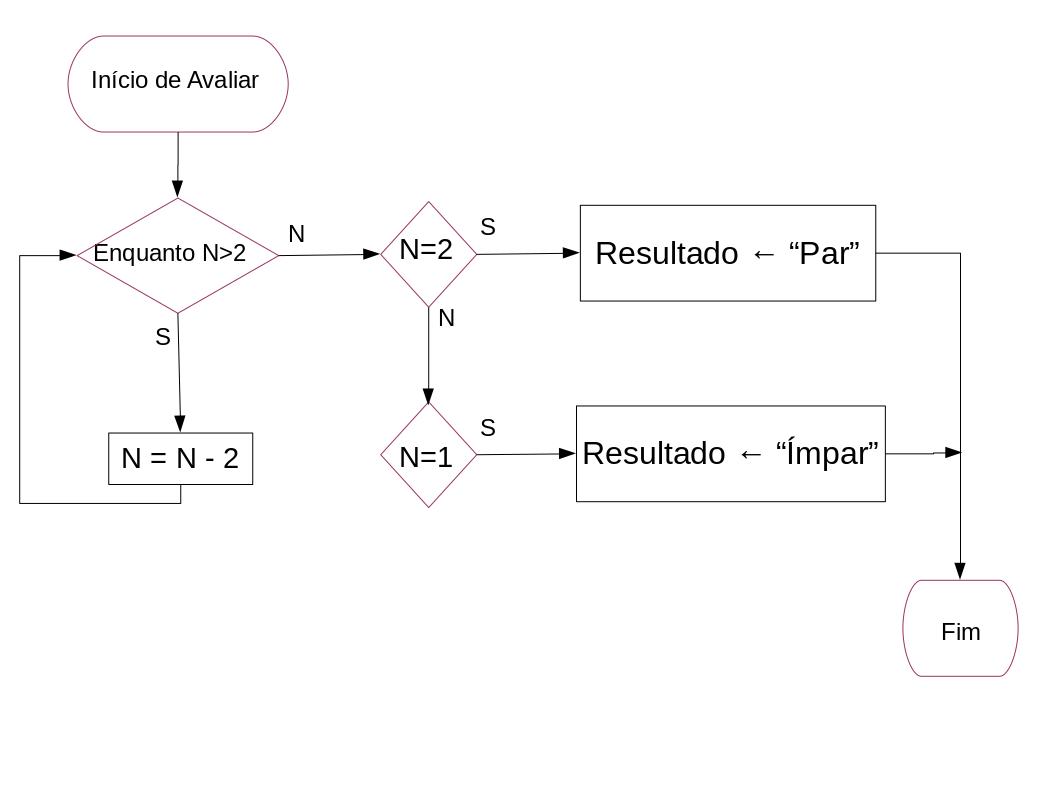 Início de Avaliar
Enquanto N>2
N
N=2
S
Resultado ← “Par”
S
N
N = N - 2
N=1
S
Resultado ← “Ímpar”
Fim